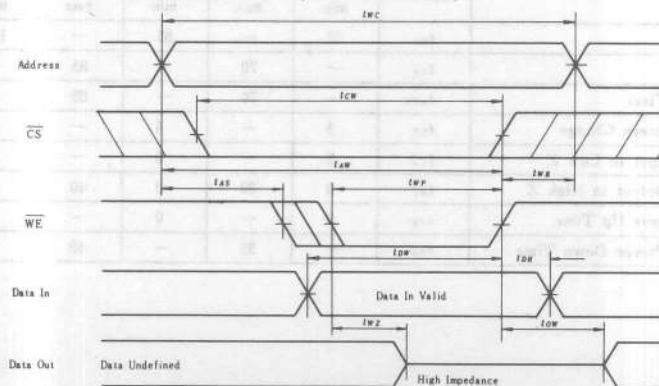 tWC
Address
tCW
CS
tAW
tAS
tWP
tWR
WE
tDW
tDH
Data In
Data In Valid
tWZ
tOW
Data Out
Data Undefined
High Impedance